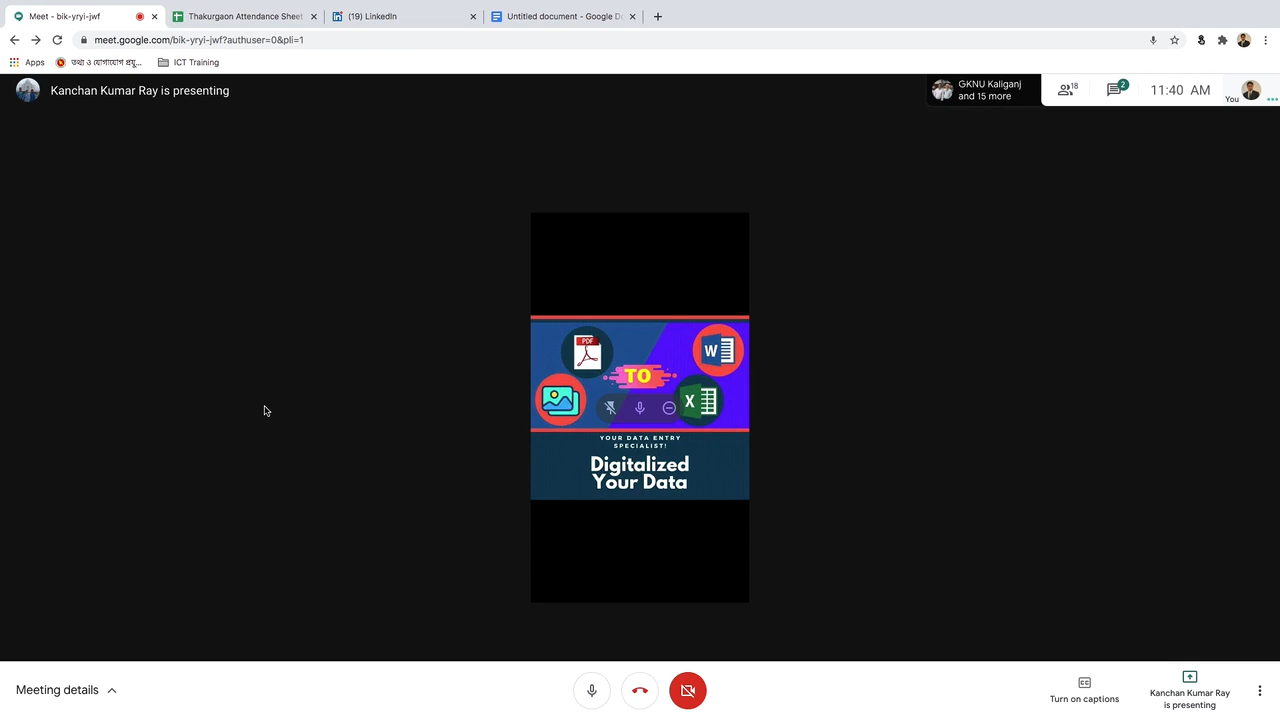 Meet - bik-yryi-jwf
Thakurgaon Attendance Sheet
(19) LinkedIn
Untitled document - Google Do
meet.google.com/bik-yryi-jwf?authuser=0&pli=1
Apps
তথ্য ও যোগাযোগ প্রযু...
ICT Training
Kanchan Kumar Ray is presenting
GKNU Kaliganj
and 15 more
18
2
11:40 AM
You
PDF
W
TO
X
YOUR DATA ENTRY
SPECIALIST!
Digitalized
Your Data
Meeting details
CC
Turn on captions
Kanchan Kumar Ray
is presenting